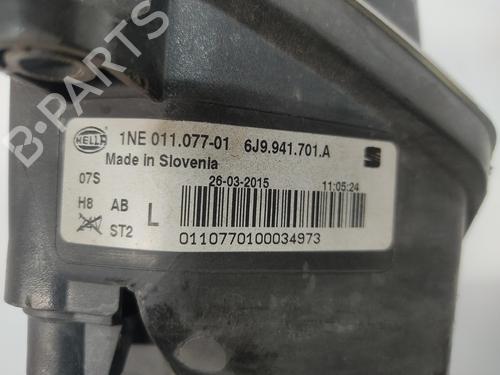 B-PARTS
HELLA 1NE 011.077-01 6J9.941.701.A
Made in Slovenia
07S 26-03-2015 11:05:24
H8 AB
ST2 L
0110770100034973